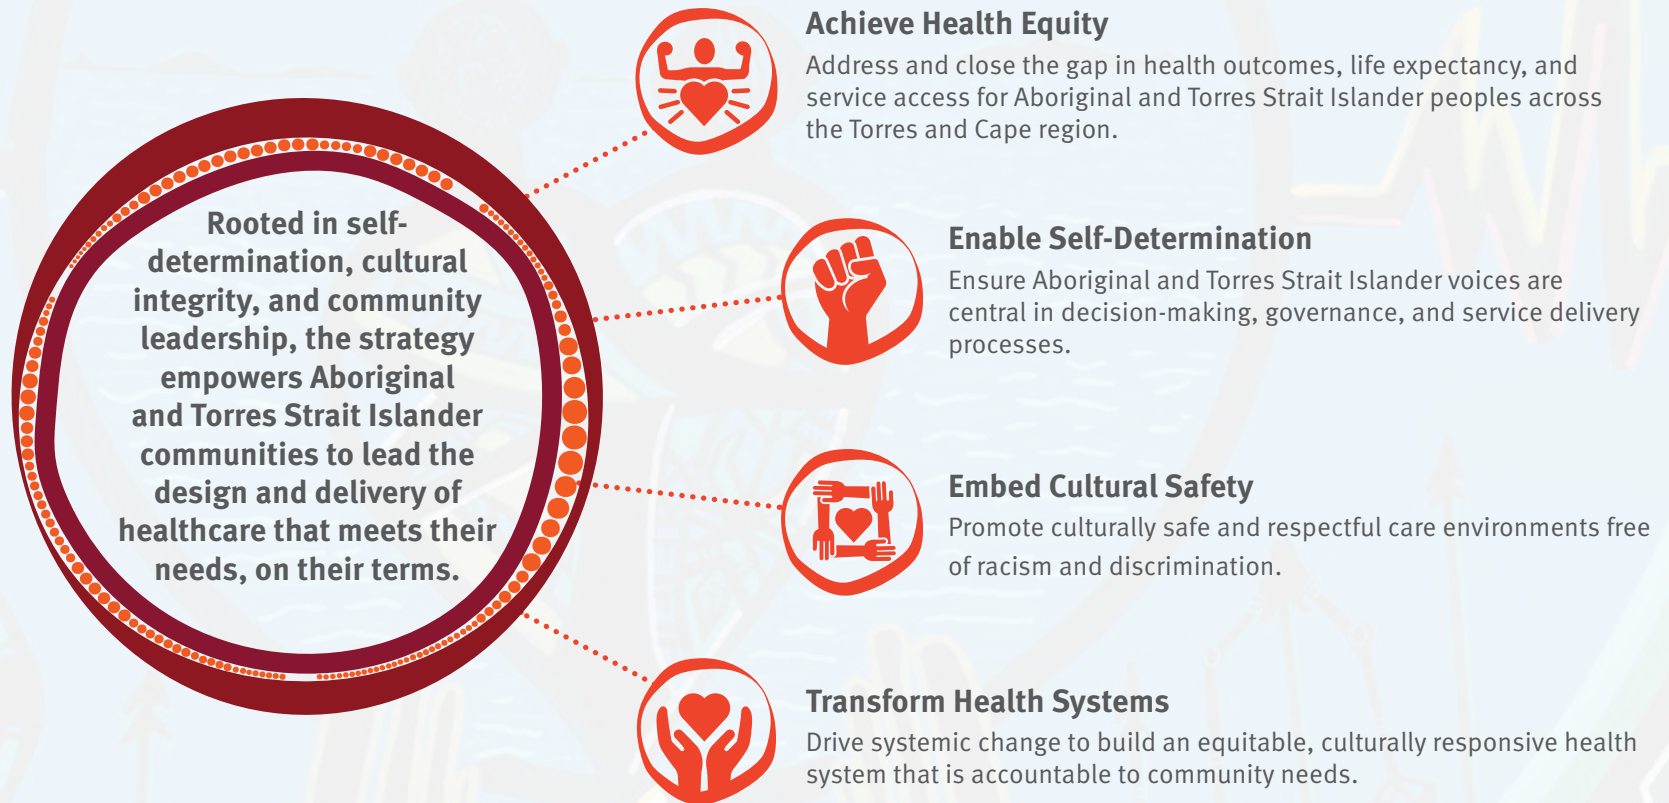 Rooted in self-
determination, cultural
integrity, and community
leadership, the strategy
empowers Aboriginal
and Torres Strait Islander
communities to lead the
design and delivery of
healthcare that meets their
needs, on their terms.
Achieve Health Equity
Address and close the gap in health outcomes, life expectancy, and
service access for Aboriginal and Torres Strait Islander peoples across
the Torres and Cape region.
Enable Self-Determination
Ensure Aboriginal and Torres Strait Islander voices are
central in decision-making, governance, and service delivery
processes.
Embed Cultural Safety
Promote culturally safe and respectful care environments free
of racism and discrimination.
Transform Health Systems
Drive systemic change to build an equitable, culturally responsive health
system that is accountable to community needs.